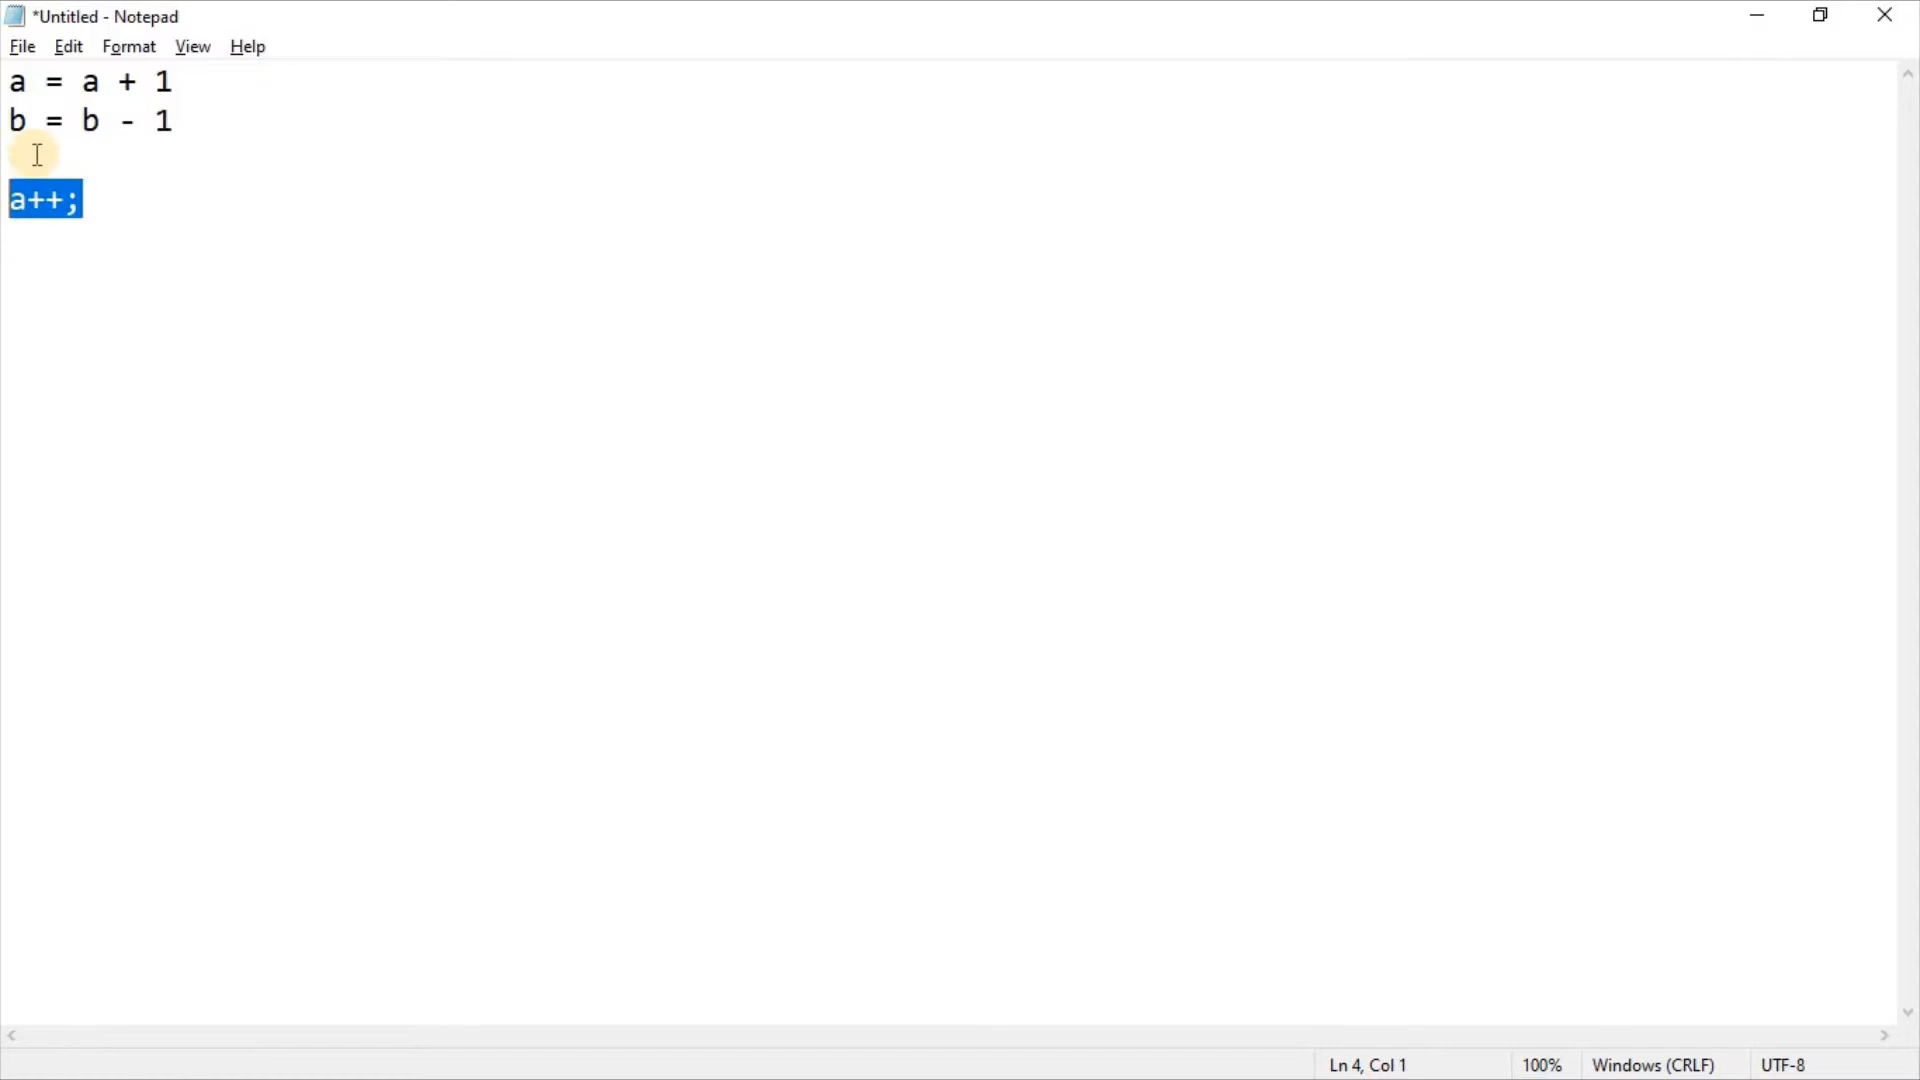 *Untitled - Notepad
File Edit Format View Help
a = a + 1
b = b - 1
a++;
Ln 4, Col 1 100% Windows (CRLF) UTF-8